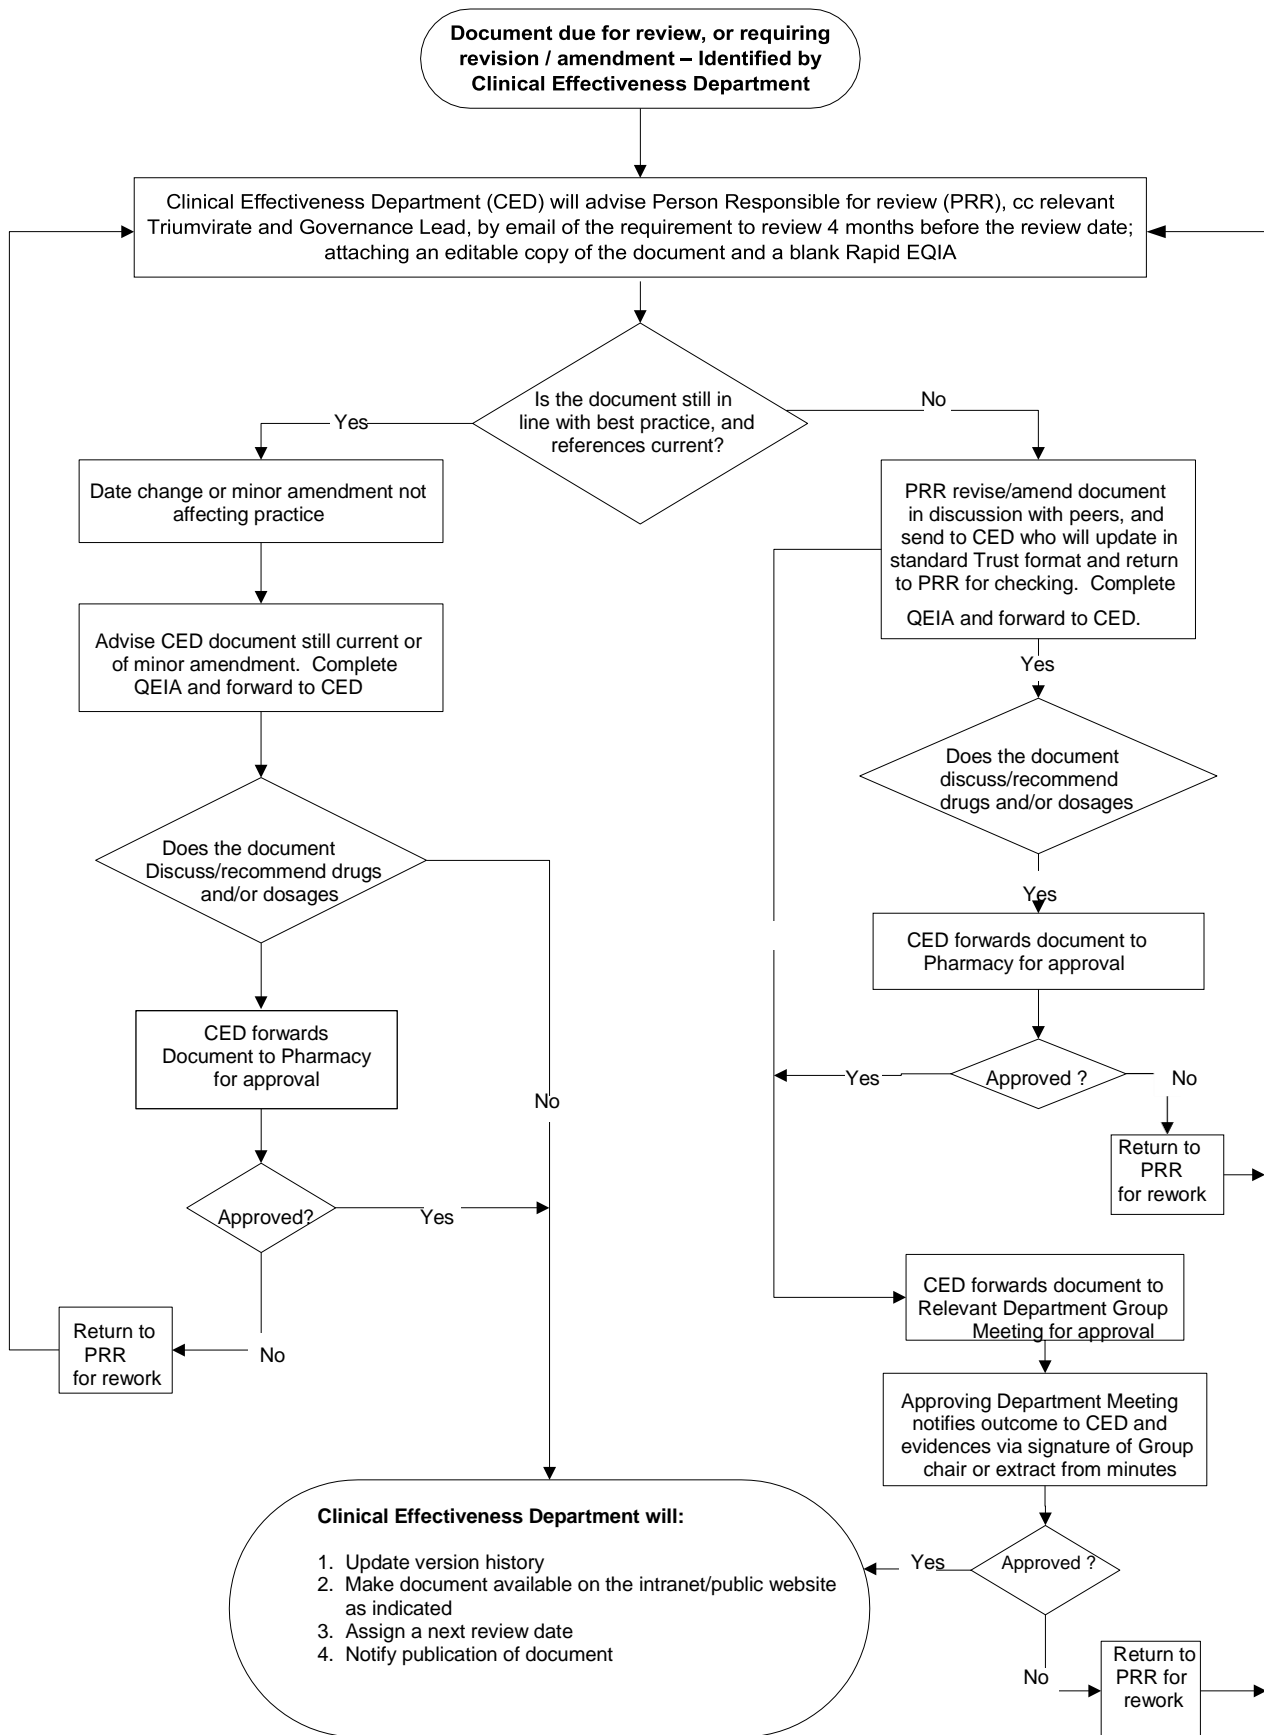 Document due for review, or requiring
revision / amendment – Identified by
Clinical Effectiveness Department
Clinical Effectiveness Department (CED) will advise Person Responsible for review (PRR), cc relevant
Triumvirate and Governance Lead, by email of the requirement to review 4 months before the review date;
attaching an editable copy of the document and a blank Rapid EQIA
Is the document still in
line with best practice, and
references current?
Yes
No
Date change or minor amendment not
affecting practice
Advise CED document still current or
of minor amendment. Complete
QEIA and forward to CED
Does the document
Discuss/recommend drugs
and/or dosages
CED forwards
Document to Pharmacy
for approval
No
Approved?
Yes
No
Return to
PRR
for rework
PRR revise/amend document
in discussion with peers, and
send to CED who will update in
standard Trust format and return
to PRR for checking. Complete
QEIA and forward to CED.
Yes
Does the document
discuss/recommend
drugs and/or dosages
Yes
CED forwards document to
Pharmacy for approval
Approved ?
Yes
No
Return to
PRR
for rework
CED forwards document to
Relevant Department Group
Meeting for approval
Approving Department Meeting
notifies outcome to CED and
evidences via signature of Group
chair or extract from minutes
Approved ?
Yes
No
Return to
PRR for
rework
Clinical Effectiveness Department will:
1. Update version history
2. Make document available on the intranet/public website
as indicated
3. Assign a next review date
4. Notify publication of document